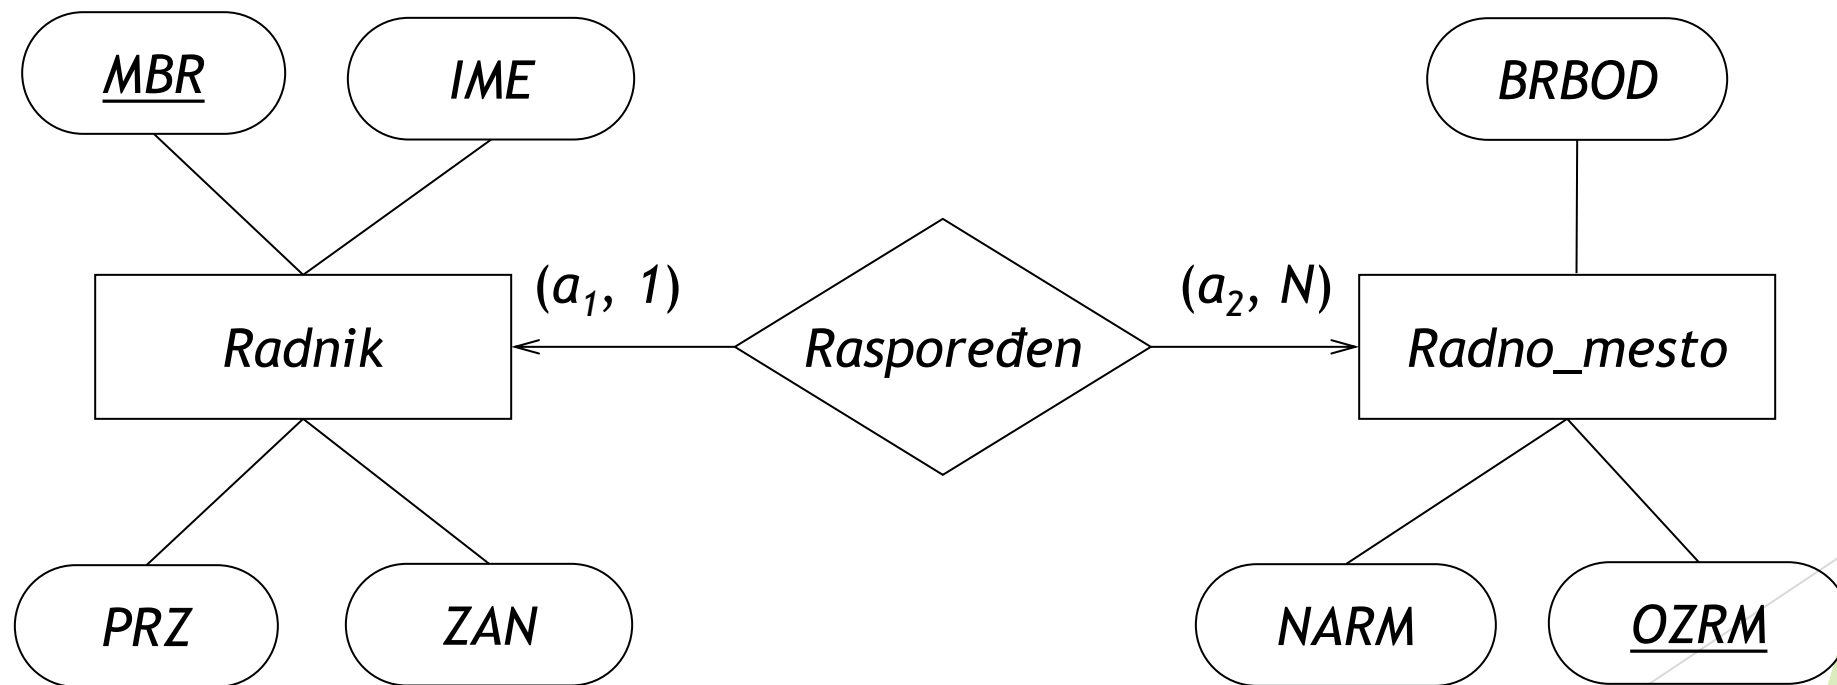 MBR
IME
BRBOD
(a₁, 1)
(a₂, N)
Radnik
Raspoređen
Radno_mesto
PRZ
ZAN
NARM
OZRM